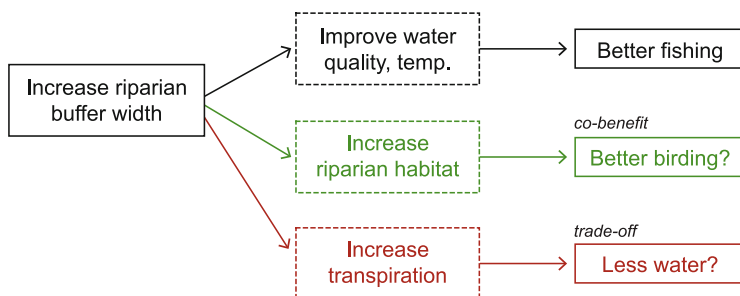 Increase riparian
buffer width
Improve water
quality, temp.
Better fishing
Increase
riparian habitat
co-benefit
Better birding?
Increase
transpiration
trade-off
Less water?